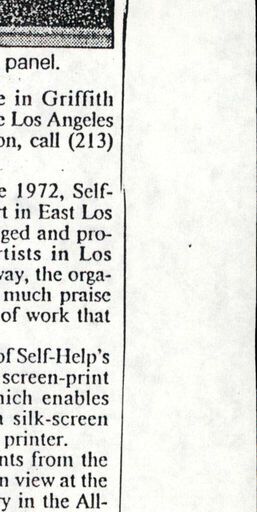 panel.
e in Griffith
e Los Angeles
on, call (213)
e 1972, Self-
rt in East Los
ged and pro-
rtists in Los
way, the orga-
much praise
of work that
of Self-Help's
screen-print
hich enables
a silk-screen
printer.
nts from the
n view at the
ry in the All-